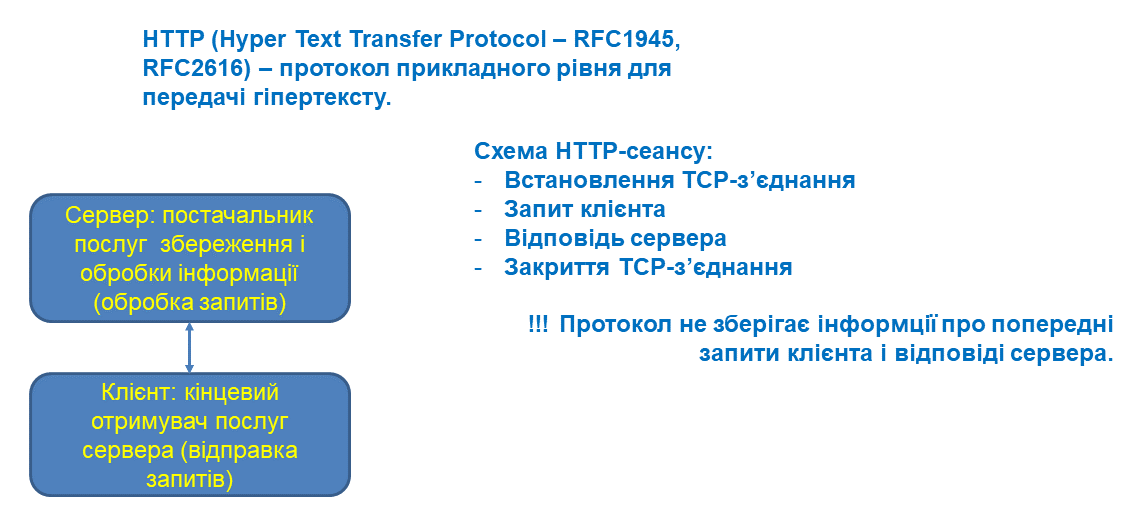 HTTP (Hyper Text Transfer Protocol – RFC1945,
RFC2616) – протокол прикладного рівня для
передачі гіпертексту.
Схема HTTP-сеансу:
- Встановлення TCP-з’єднання
- Запит клієнта
- Відповідь сервера
- Закриття TCP-з’єднання
!!! Протокол не зберігає інформції про попередні
запити клієнта і відповіді сервера.
Сервер: постачальник
послуг збереження і
обробки інформації
(обробка запитів)
Клієнт: кінцевий
отримувач послуг
сервера (відправка
запитів)